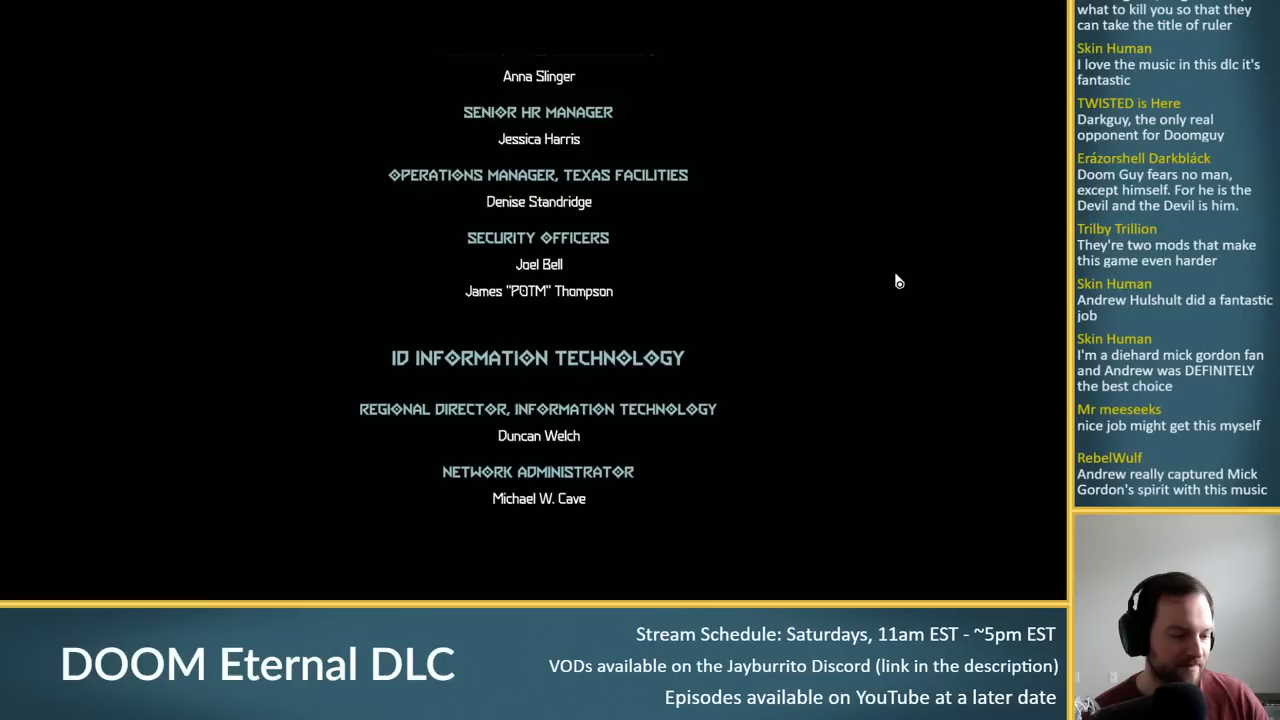 Anna Slinger
SENIOR HR MANAGER
Jessica Harris
OPERATIONS MANAGER, TEXAS FACILITIES
Denise Standridge
SECURITY OFFICERS
Joel Bell
James "POTM" Thompson
ID INFORMATION TECHNOLOGY
REGIONAL DIRECTOR, INFORMATION TECHNOLOGY
Duncan Welch
NETWORK ADMINISTRATOR
Michael W. Cave
what to kill you so that they
can take the title of ruler
Skin Human
I love the music in this dlc it's
fantastic
TWISTED is Here
Darkguy, the only real
opponent for Doomguy
Erázorshell Darkbláck
Doom Guy fears no man,
except himself. For he is the
Devil and the Devil is him.
Trilby Trillion
They're two mods that make
this game even harder
Skin Human
Andrew Hulshult did a fantastic
job
Skin Human
I'm a diehard mick gordon fan
and Andrew was DEFINITELY
the best choice
Mr meeseeks
nice job might get this myself
RebelWulf
Andrew really captured Mick
Gordon's spirit with this music
DOOM Eternal DLC
Stream Schedule: Saturdays, 11am EST - ~5pm EST
VODs available on the Jayburrito Discord (link in the description)
Episodes available on YouTube at a later date